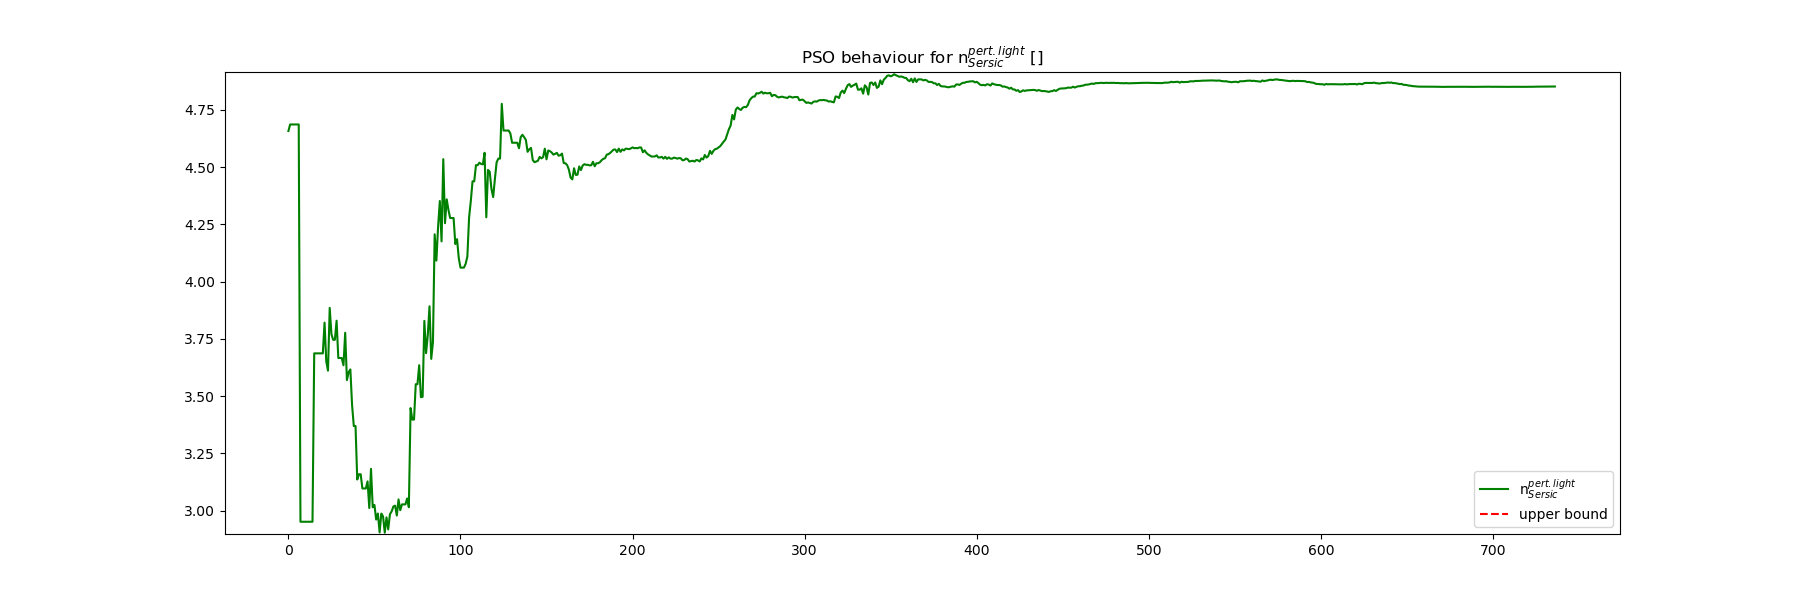 PSO behaviour for n$_{Sersic}^{pert.light}$ []
4.75
4.50
4.25
4.00
3.75
3.50
3.25
3.00
0 100 200 300 400 500 600 700
n$_{Sersic}^{pert.light}$
upper bound